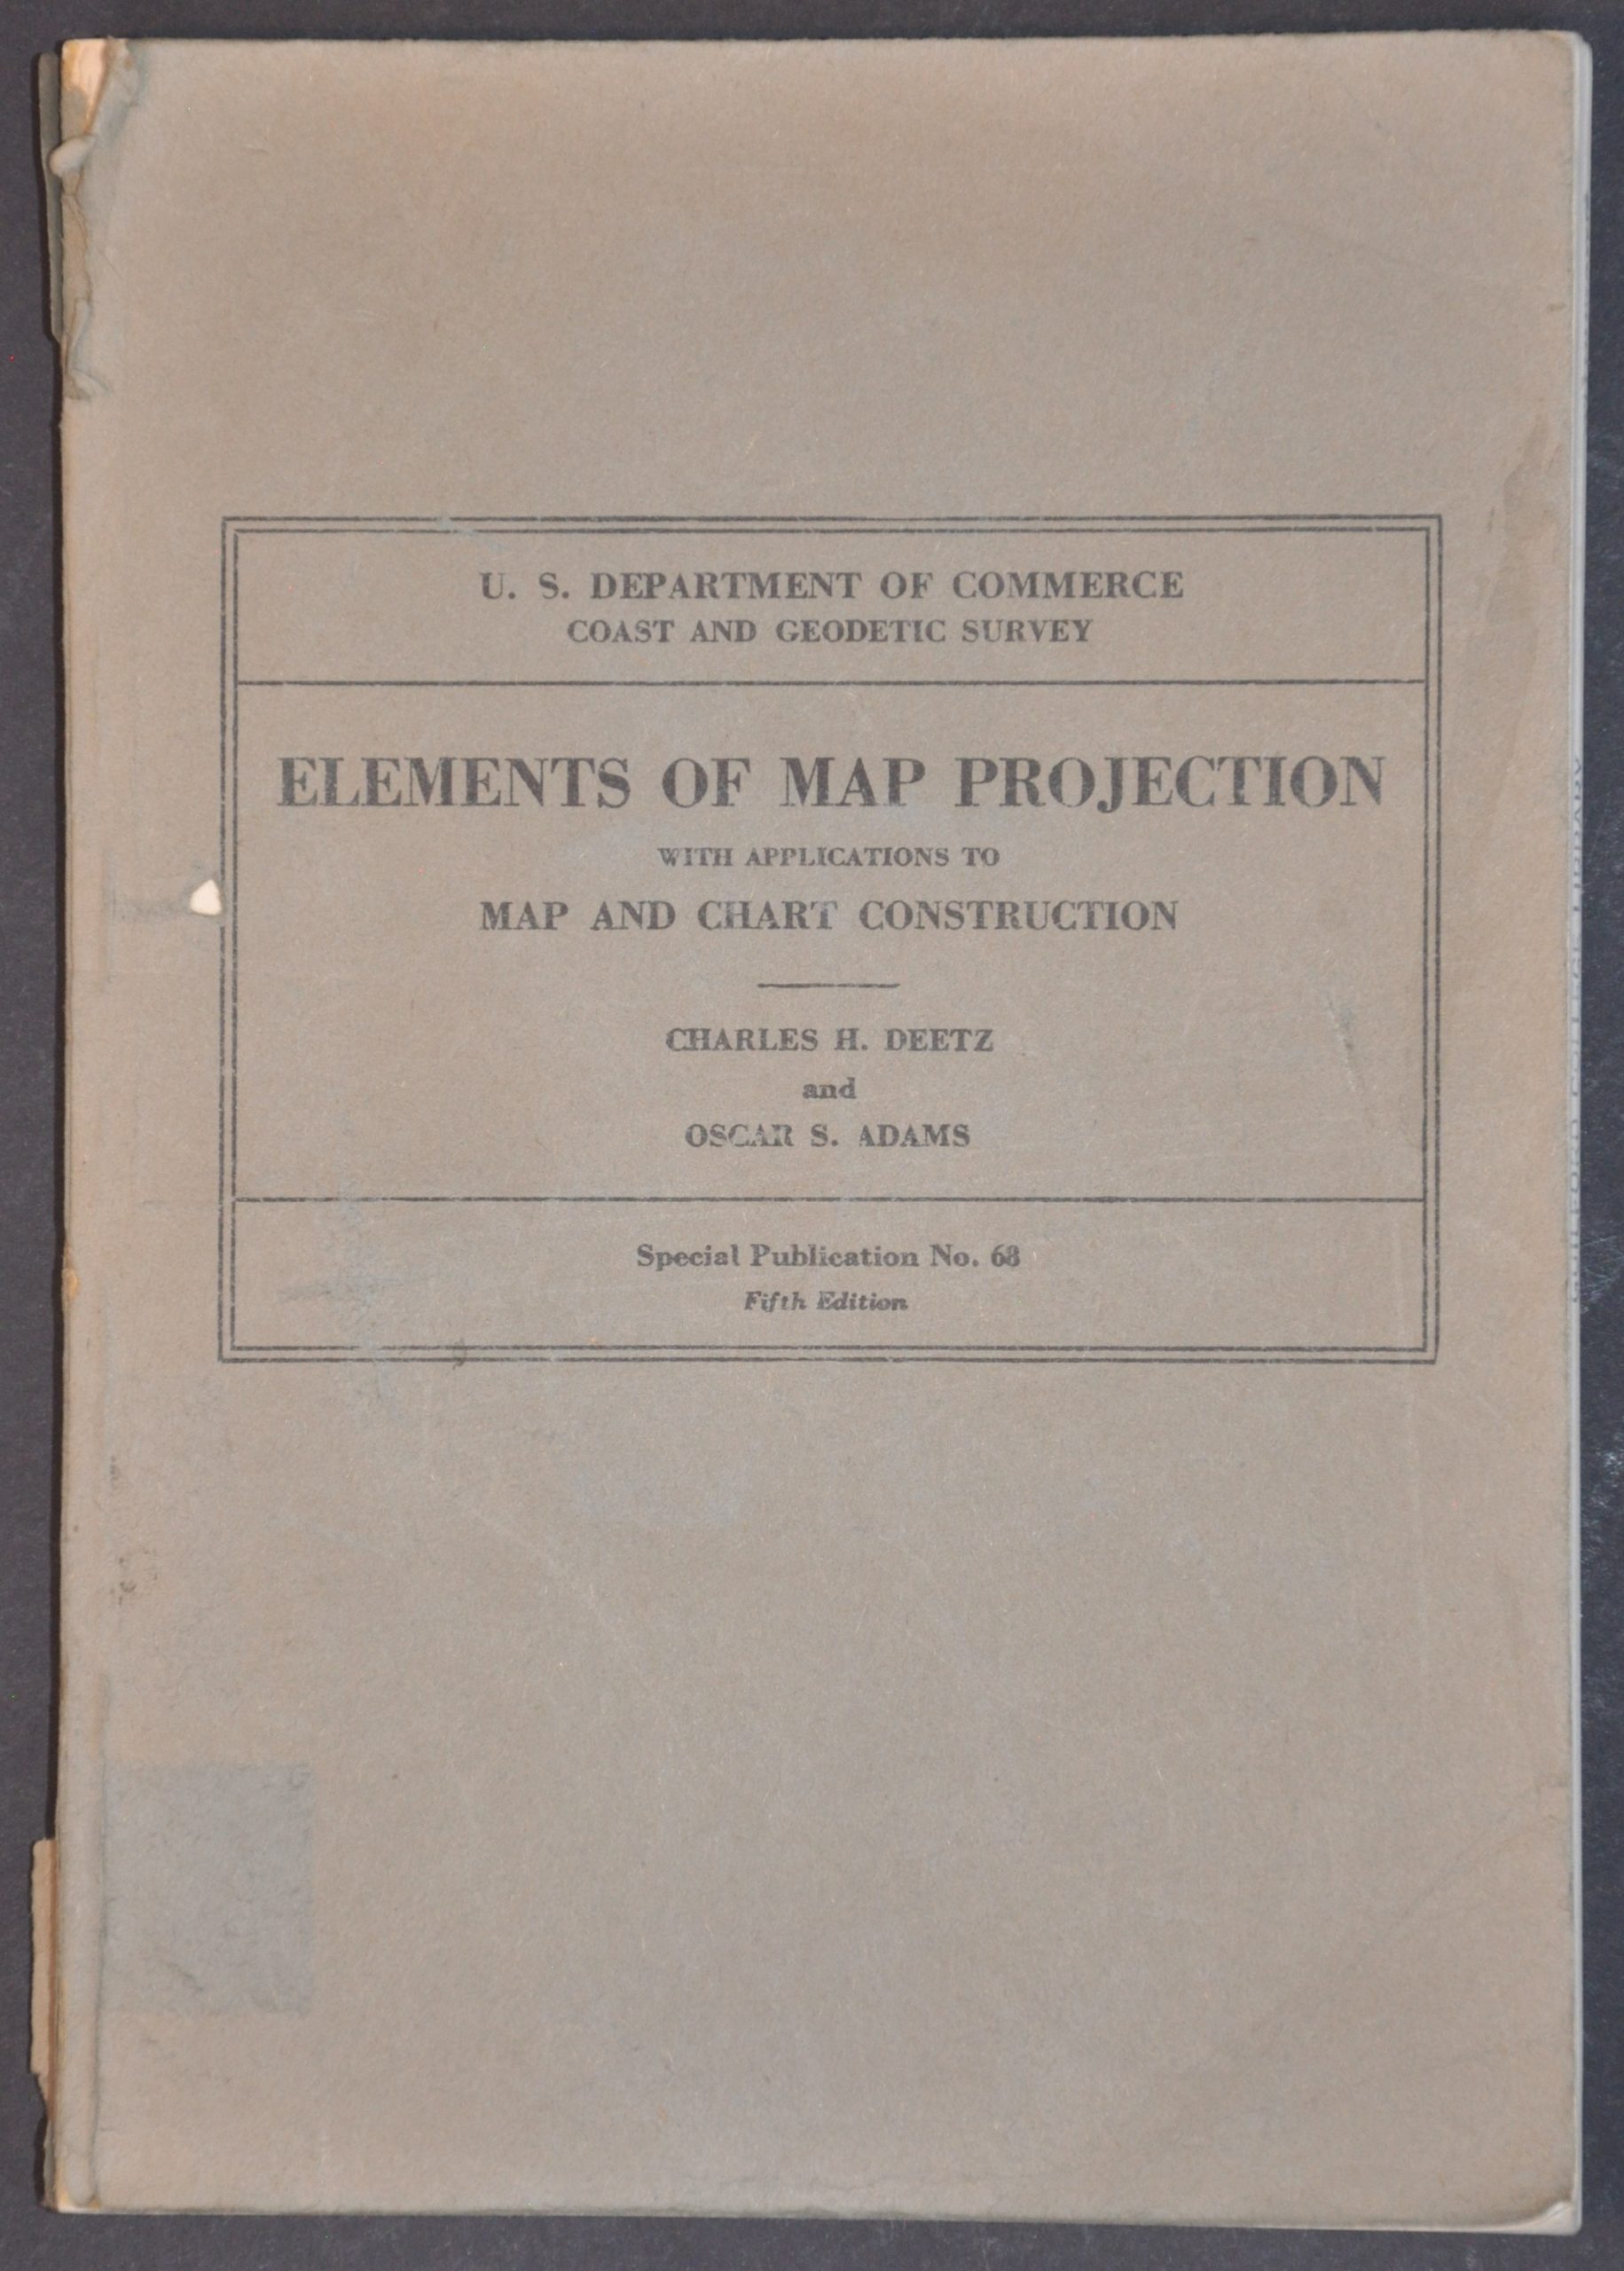 U. S. DEPARTMENT OF COMMERCE
COAST AND GEODETIC SURVEY
ELEMENTS OF MAP PROJECTION
WITH APPLICATIONS TO
MAP AND CHART CONSTRUCTION
CHARLES H. DEETZ
and
OSCAR S. ADAMS
Special Publication No. 68
Fifth Edition